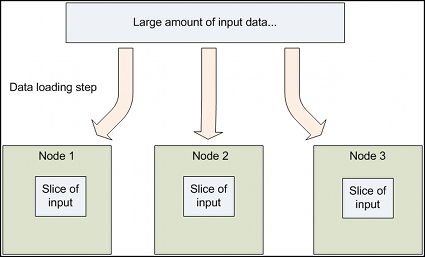 Large amount of input data...
Data loading step
Node 1
Node 2
Node 3
Slice of
input
Slice of
input
Slice of
input